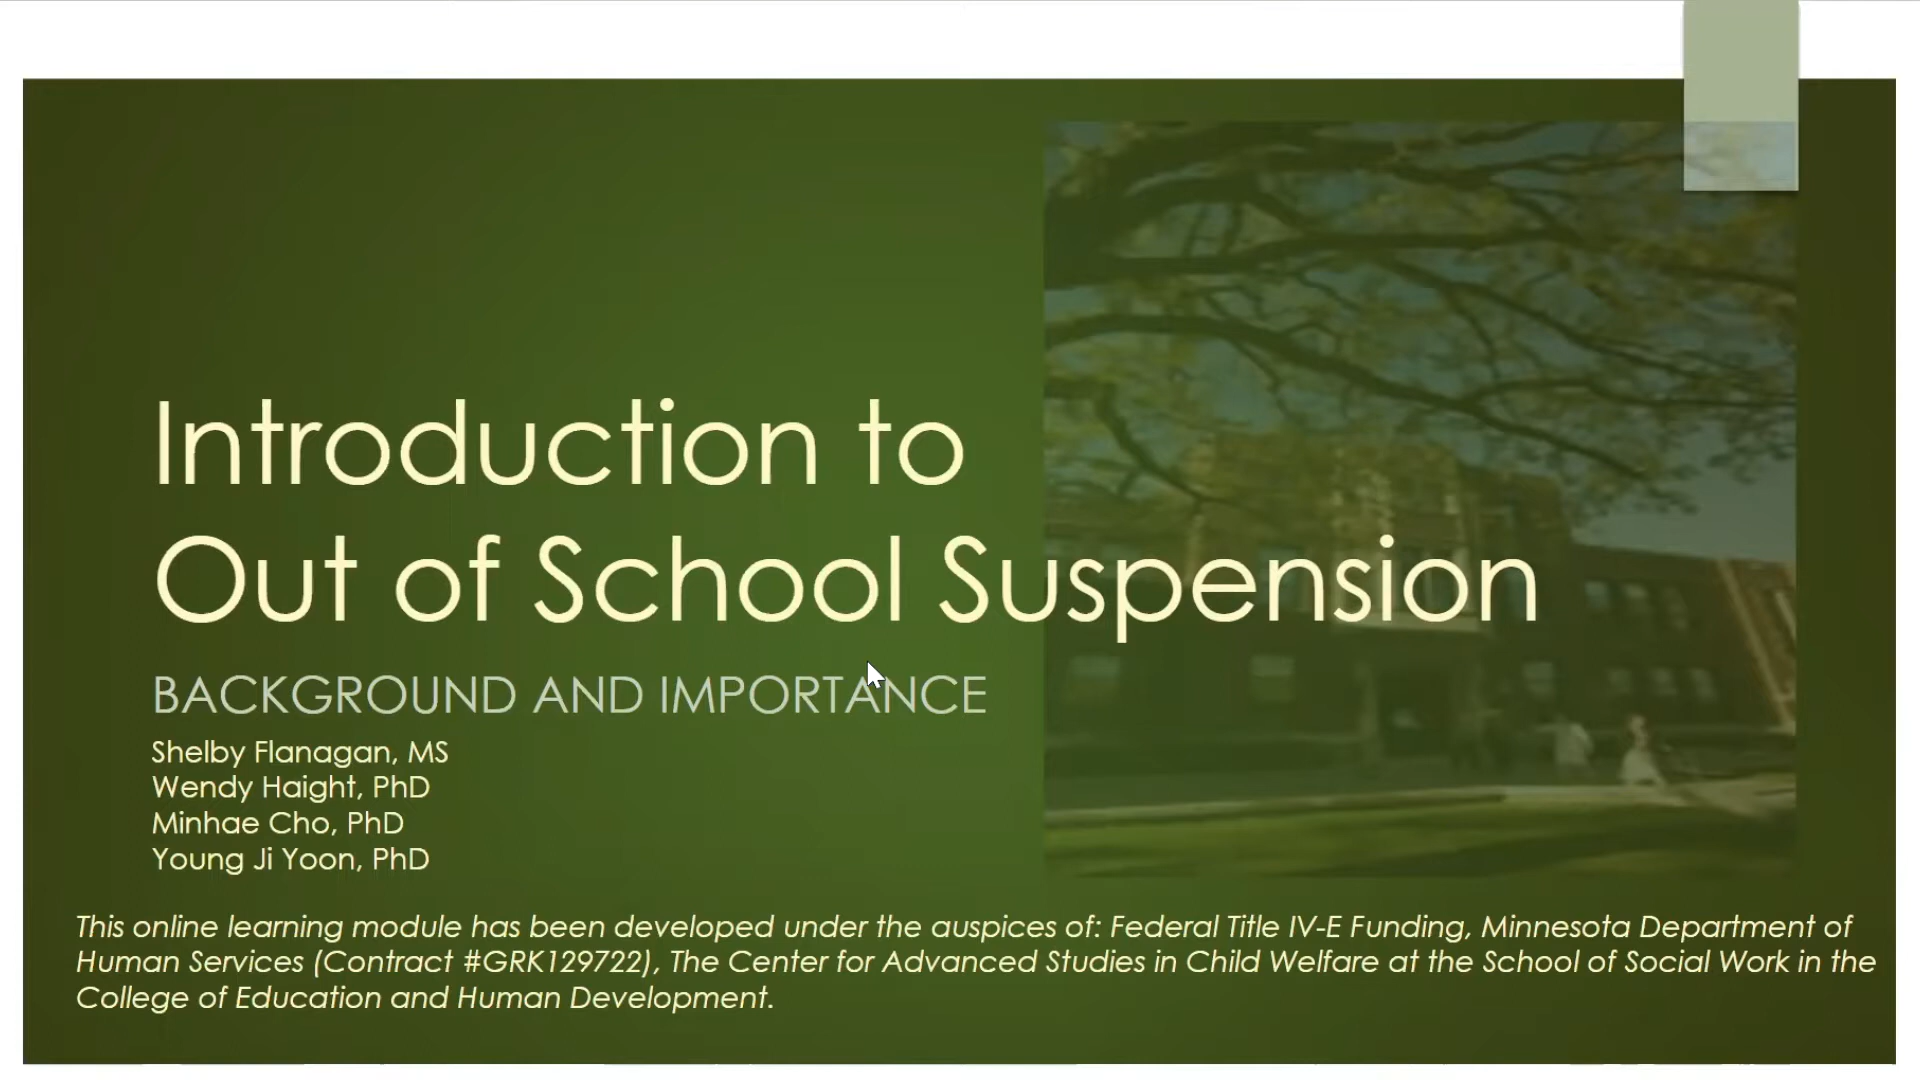 Introduction to
Out of School Suspension
BACKGROUND AND IMPORTANCE
Shelby Flanagan, MS
Wendy Haight, PhD
Minhae Cho, PhD
Young Ji Yoon, PhD
This online learning module has been developed under the auspices of: Federal Title IV-E Funding, Minnesota Department of
Human Services (Contract #GRK129722), The Center for Advanced Studies in Child Welfare at the School of Social Work in the
College of Education and Human Development.